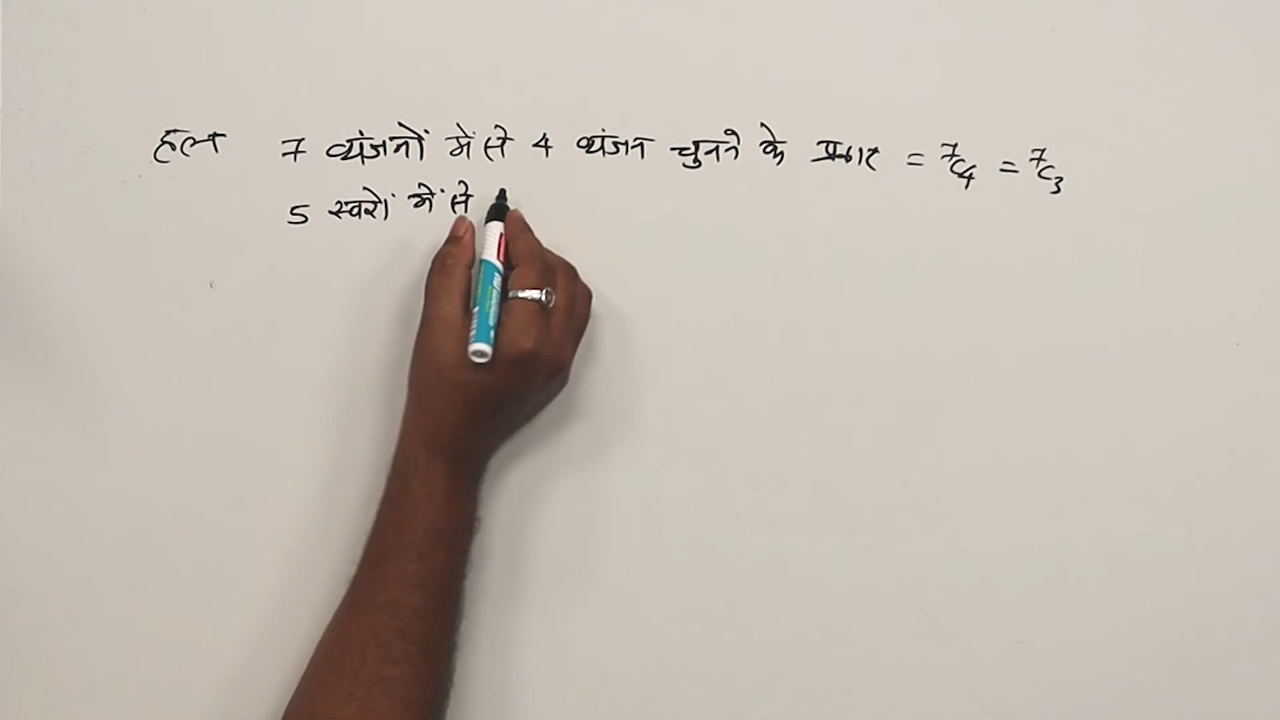 हल 7 व्यंजनों में से 4 व्यंजन चुनने के प्रकार = ⁷C₄ = ⁷C₃
5 स्वरों में से